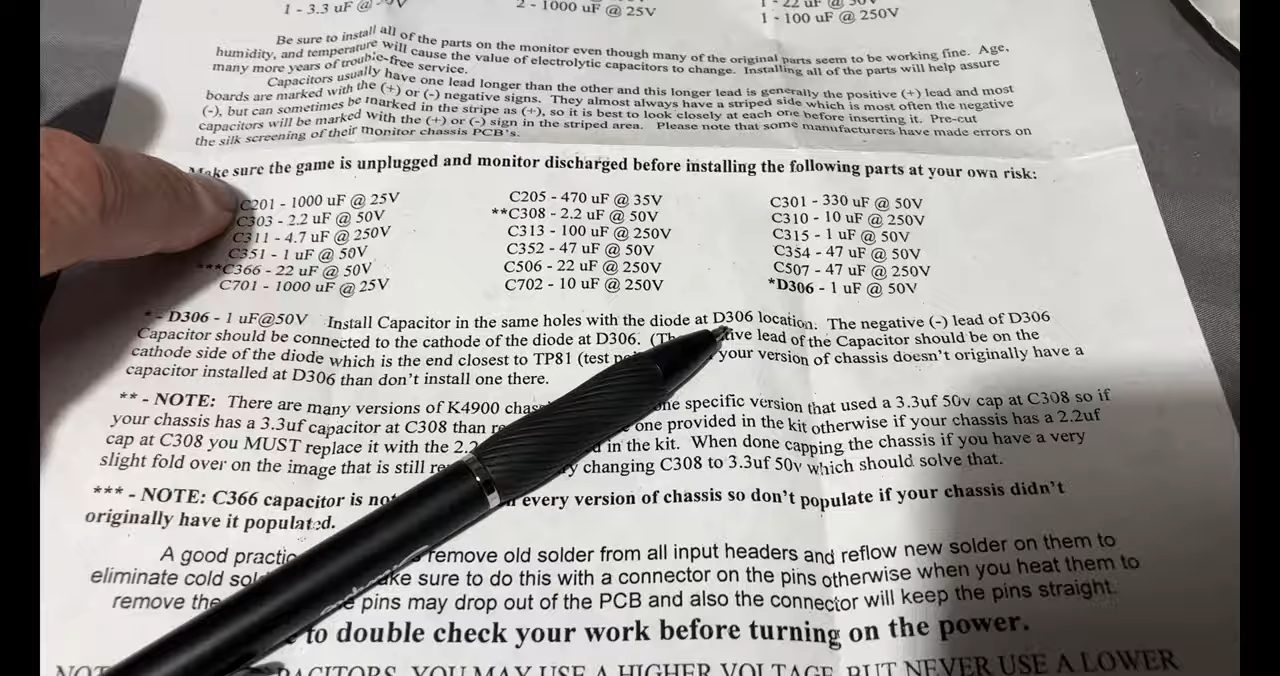 1 - 3.3 uF @ 50V
2 - 1000 uF @ 25V
1 - 22 uF @ 50V
1 - 100 uF @ 250V
Be sure to install all of the parts on the monitor even though many of the original parts seem to be working fine. Age,
humidity, and temperature will cause the value of electrolytic capacitors to change. Installing all of the parts will help assure
many more years of trouble-free service.
Capacitors usually have one lead longer than the other and this longer lead is generally the positive (+) lead and most
boards are marked with the (+) or (-) negative signs. They almost always have a striped side which is most often the negative
(-), but can sometimes be marked in the stripe as (+), so it is best to look closely at each one before inserting it. Pre-cut
capacitors will be marked with the (+) or (-) sign in the striped area. Please note that some manufacturers have made errors on
the silk screening of their monitor chassis PCB's.
Make sure the game is unplugged and monitor discharged before installing the following parts at your own risk:
C201 - 1000 uF @ 25V
C303 - 2.2 uF @ 50V
C311 - 4.7 uF @ 250V
C351 - 1 uF @ 50V
***C366 - 22 uF @ 50V
C701 - 1000 uF @ 25V
C205 - 470 uF @ 35V
**C308 - 2.2 uF @ 50V
C313 - 100 uF @ 250V
C352 - 47 uF @ 50V
C506 - 22 uF @ 250V
C702 - 10 uF @ 250V
C301 - 330 uF @ 50V
C310 - 10 uF @ 250V
C315 - 1 uF @ 50V
C354 - 47 uF @ 50V
C507 - 47 uF @ 250V
*D306 - 1 uF @ 50V
* - D306 - 1 uF@50V Install Capacitor in the same holes with the diode at D306 location. The negative (-) lead of D306
Capacitor should be connected to the cathode of the diode at D306. lead of the Capacitor should be on the
cathode side of the diode which is the end closest to TP81 (test your version of chassis doesn't originally have a
capacitor installed at D306 than don't install one there.
** - NOTE: There are many versions of K4900 one specific version that used a 3.3uf 50v cap at C308 so if
your chassis has a 3.3uf capacitor at C308 than one provided in the kit otherwise if your chassis has a 2.2uf
cap at C308 you MUST replace it with the in the kit. When done capping the chassis if you have a very
slight fold over on the image that is still changing C308 to 3.3uf 50v which should solve that.
*** - NOTE: C366 capacitor is every version of chassis so don't populate if your chassis didn't
originally have it populated.
A good remove old solder from all input headers and reflow new solder on them to
eliminate cold sure to do this with a connector on the pins otherwise when you heat them to
remove the pins may drop out of the PCB and also the connector will keep the pins straight.
to double check your work before turning on the power.
YOU MAY USE A HIGHER VOLTAGE, BUT NEVER USE A LOWER